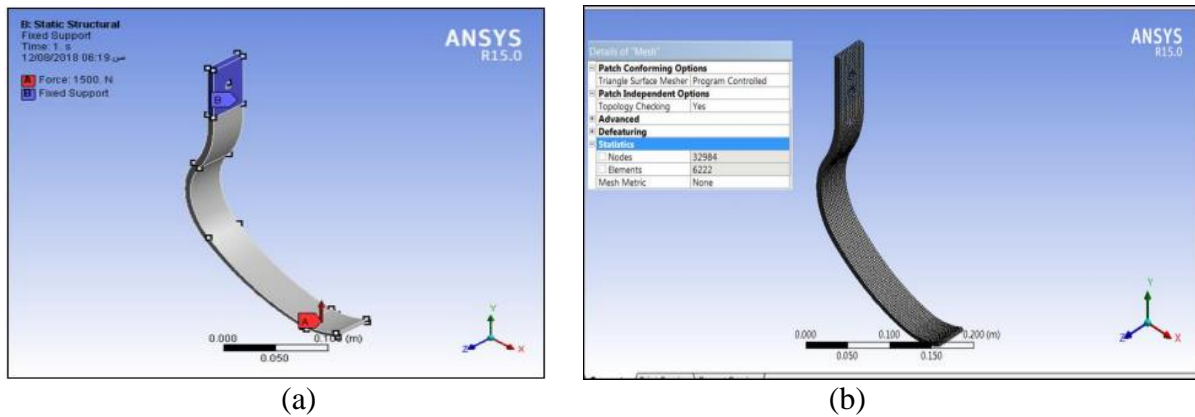 B: Static Structural
Fixed Support
Time: 1. s
12/08/2018 06:19 ص
A Force: 1500. N
B Fixed Support
ANSYS
R15.0
B
A
0.000 0.100 (m)
0.050
Y
Z X
(a)
Details of "Mesh"
Patch Conforming Options
Triangle Surface Mesher Program Controlled
Patch Independent Options
Topology Checking Yes
Advanced
Defeaturing
Statistics
Nodes 32984
Elements 6222
Mesh Metric None
ANSYS
R15.0
0.000 0.100 0.200 (m)
0.050 0.150
Y
Z X
(b)